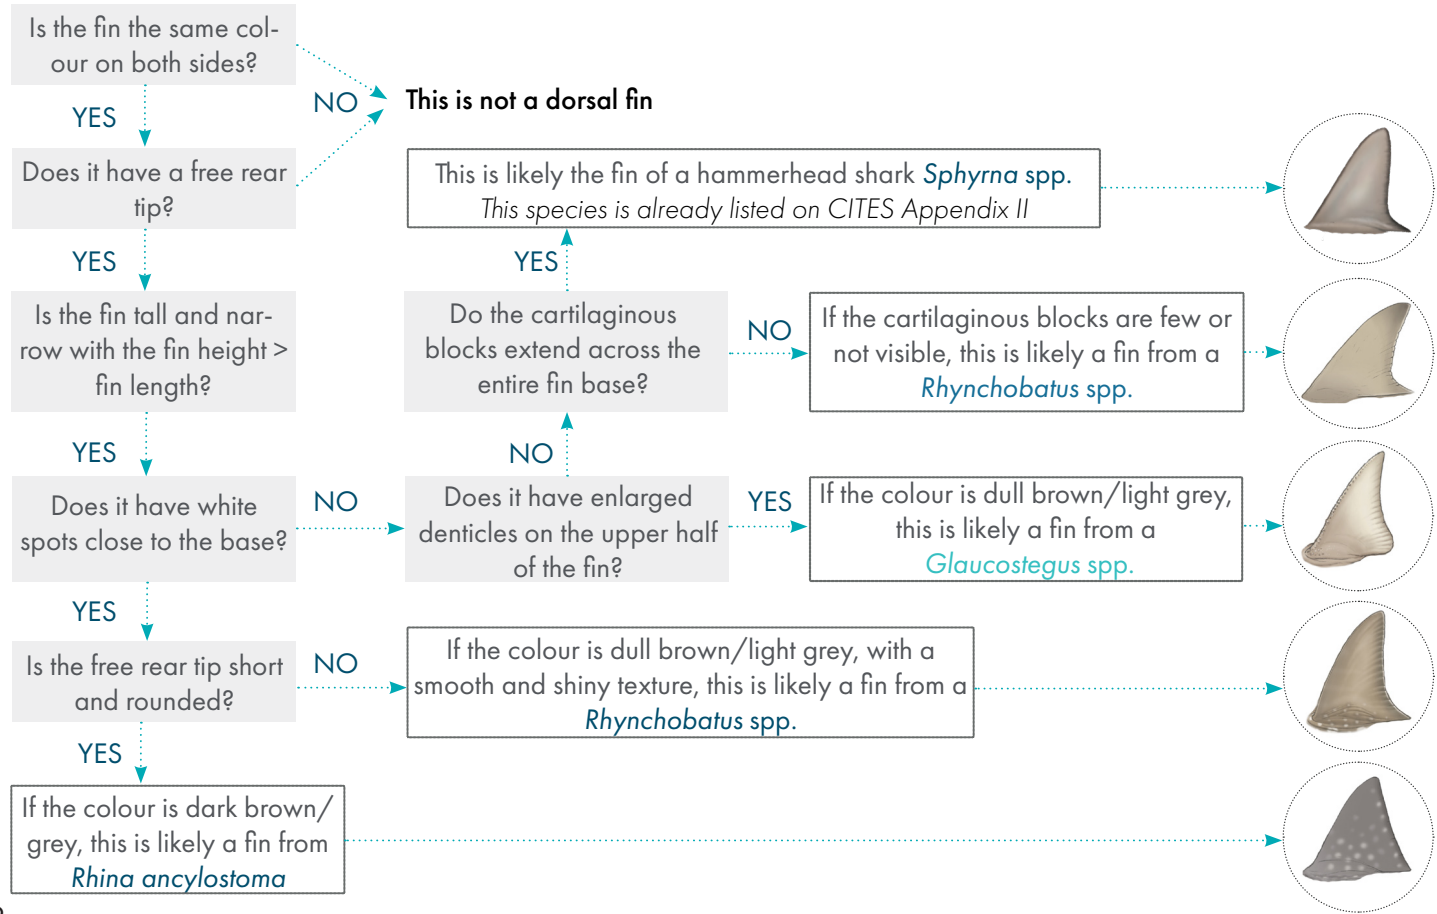 Is the fin the same col-
our on both sides?
NO
This is not a dorsal fin
YES
Does it have a free rear
tip?
This is likely the fin of a hammerhead shark Sphyrna spp.
This species is already listed on CITES Appendix II
YES
YES
Is the fin tall and nar-
row with the fin height >
fin length?
Do the cartilaginous
blocks extend across the
entire fin base?
NO
If the cartilaginous blocks are few or
not visible, this is likely a fin from a
Rhynchobatus spp.
YES
NO
Does it have white
spots close to the base?
NO
Does it have enlarged
denticles on the upper half
of the fin?
YES
If the colour is dull brown/light grey,
this is likely a fin from a
Glaucostegus spp.
YES
Is the free rear tip short
and rounded?
NO
If the colour is dull brown/light grey, with a
smooth and shiny texture, this is likely a fin from a
Rhynchobatus spp.
YES
If the colour is dark brown/
grey, this is likely a fin from
Rhina ancylostoma